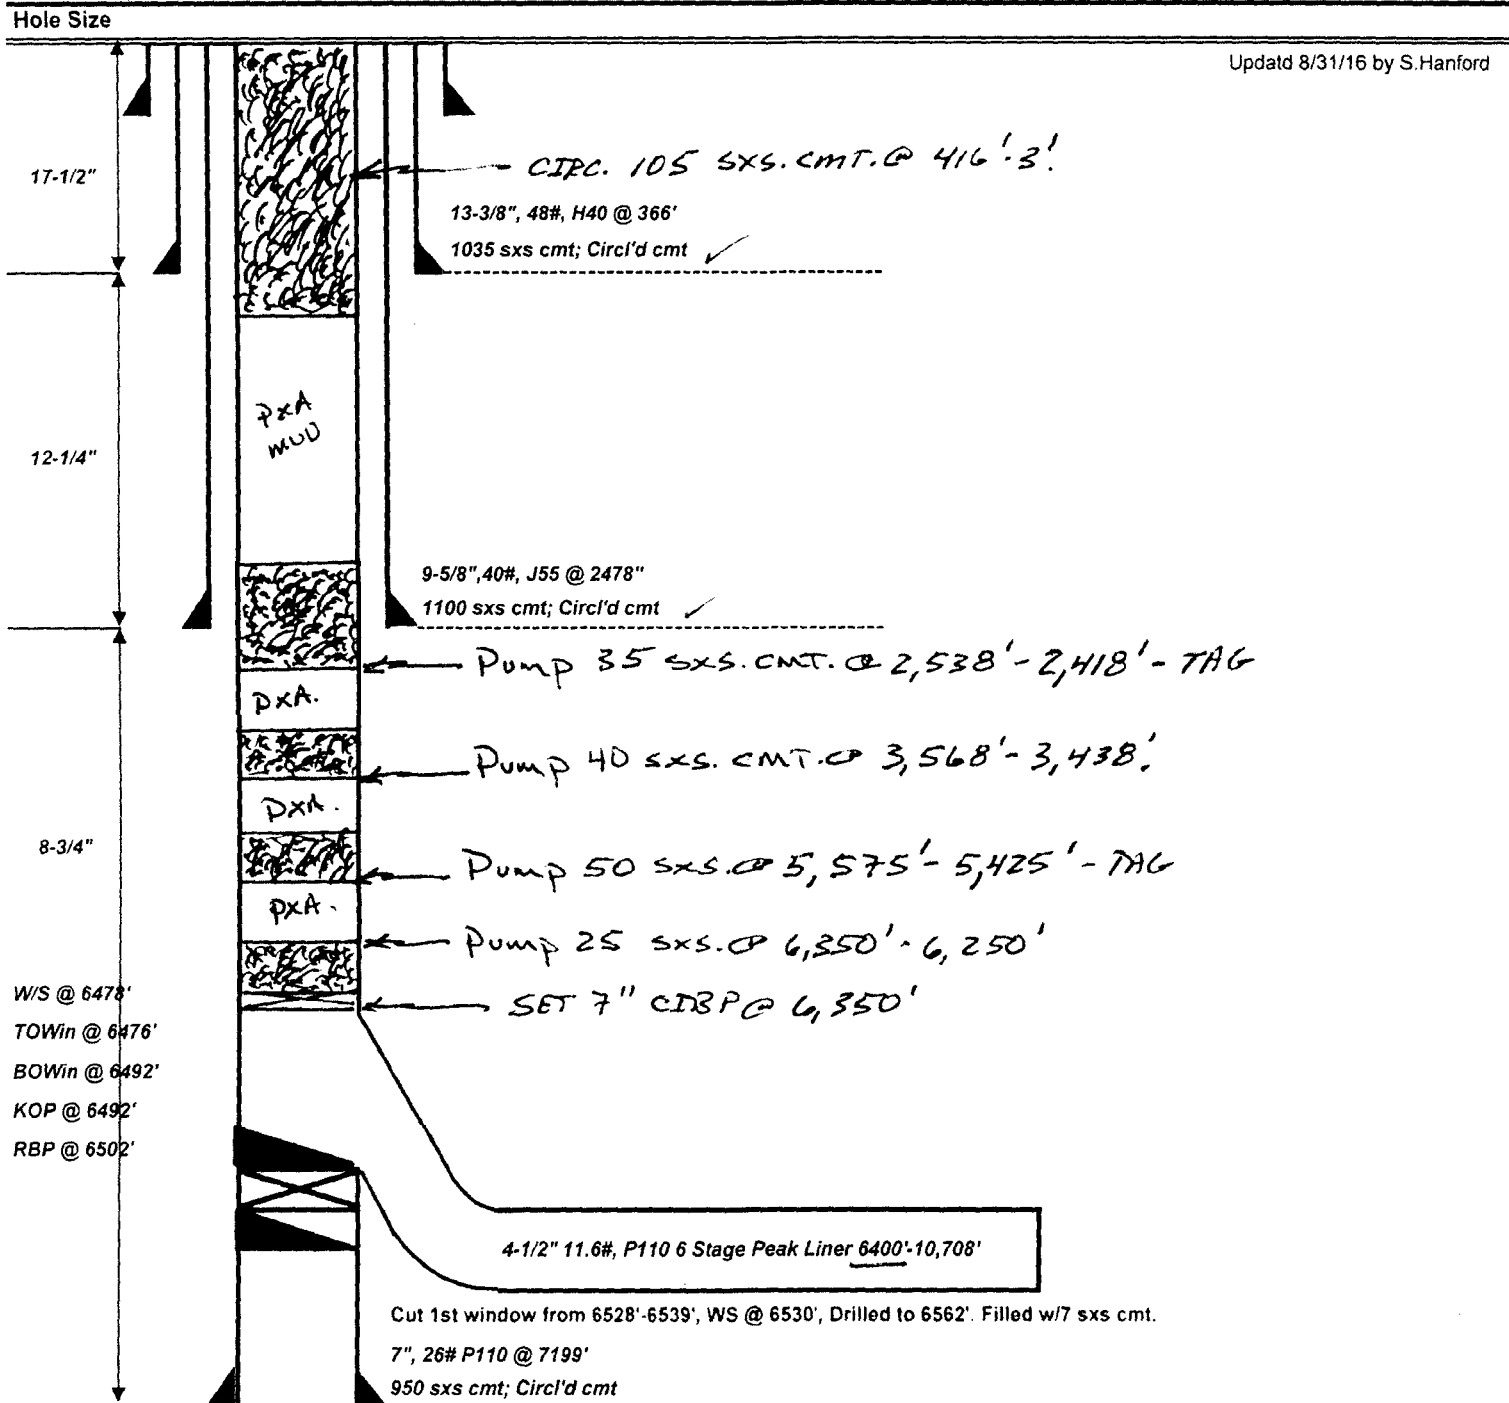 Hole Size
Updatd 8/31/16 by S.Hanford
CIRC. 105 SXS. CMT. @ 416'-3'.
17-1/2"
13-3/8", 48#, H40 @ 366'
1035 sxs cmt; Circl'd cmt
PxA
MUD
12-1/4"
9-5/8",40#, J55 @ 2478"
1100 sxs cmt; Circl'd cmt
Pump 35 SXS. CMT. @ 2,538'-2,418'-TAG
PxA.
Pump 40 SXS. CMT. @ 3,568'-3,438'.
PxA.
8-3/4"
Pump 50 SXS. @ 5,575'-5,425'-TAG
PxA.
Pump 25 SXS. @ 6,350'-6,250'
SET 7" CIBP @ 6,350'
W/S @ 6478'
TOWin @ 6476'
BOWin @ 6492'
KOP @ 6492'
RBP @ 6502'
4-1/2" 11.6#, P110 6 Stage Peak Liner 6400'-10,708'
Cut 1st window from 6528'-6539', WS @ 6530', Drilled to 6562'. Filled w/7 sxs cmt.
7", 26# P110 @ 7199'
950 sxs cmt; Circl'd cmt